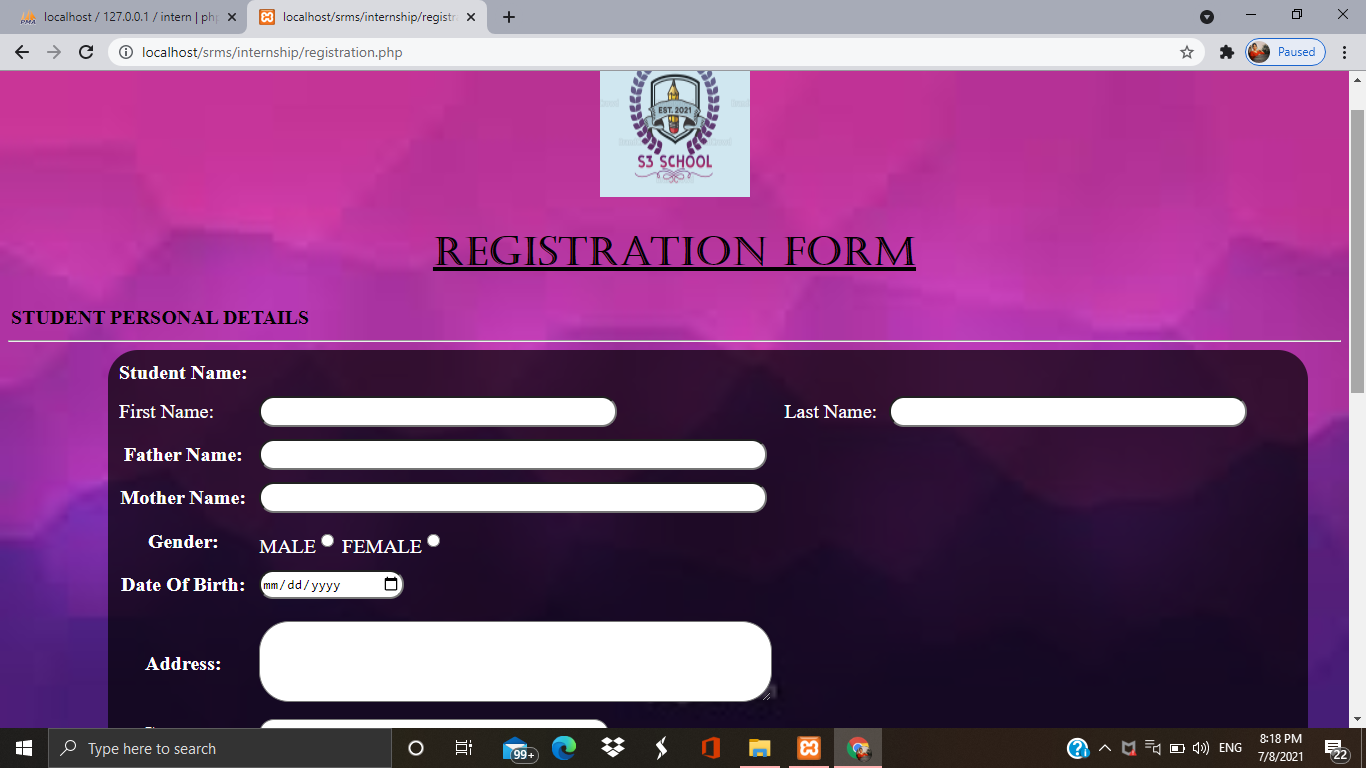 localhost / 127.0.0.1 / intern | php
localhost/srms/internship/registr
localhost/srms/internship/registration.php
Paused
EST. 2021
S3 SCHOOL
REGISTRATION FORM
STUDENT PERSONAL DETAILS
Student Name:
First Name:
Last Name:
Father Name:
Mother Name:
Gender:
MALE
FEMALE
Date Of Birth:
mm/dd/yyyy
Address:
Type here to search
99+
ENG
8:18 PM
7/8/2021
22